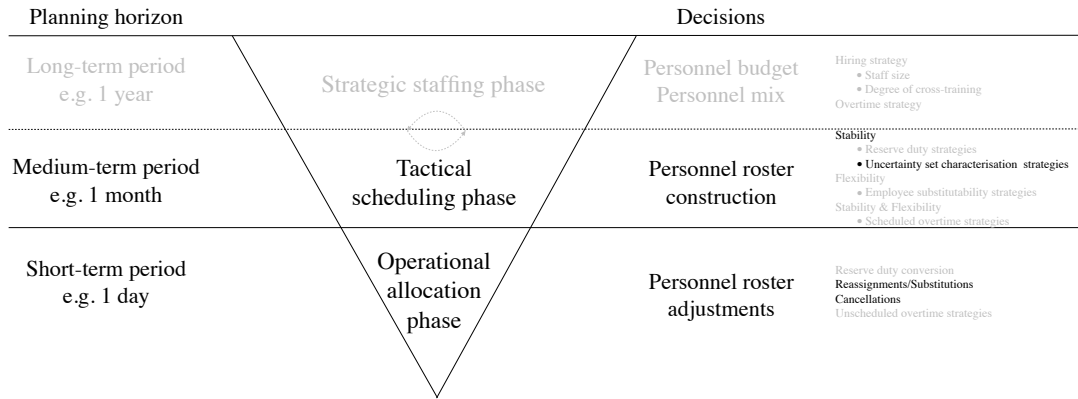 Planning horizon
Decisions
Long-term period
e.g. 1 year
Strategic staffing phase
Personnel budget
Personnel mix
Hiring strategy
• Staff size
• Degree of cross-training
Overtime strategy
Medium-term period
e.g. 1 month
Tactical
scheduling phase
Personnel roster
construction
Stability
• Reserve duty strategies
• Uncertainty set characterisation strategies
Flexibility
• Employee substitutability strategies
Stability & Flexibility
• Scheduled overtime strategies
Short-term period
e.g. 1 day
Operational
allocation
phase
Personnel roster
adjustments
Reserve duty conversion
Reassignments/Substitutions
Cancellations
Unscheduled overtime strategies